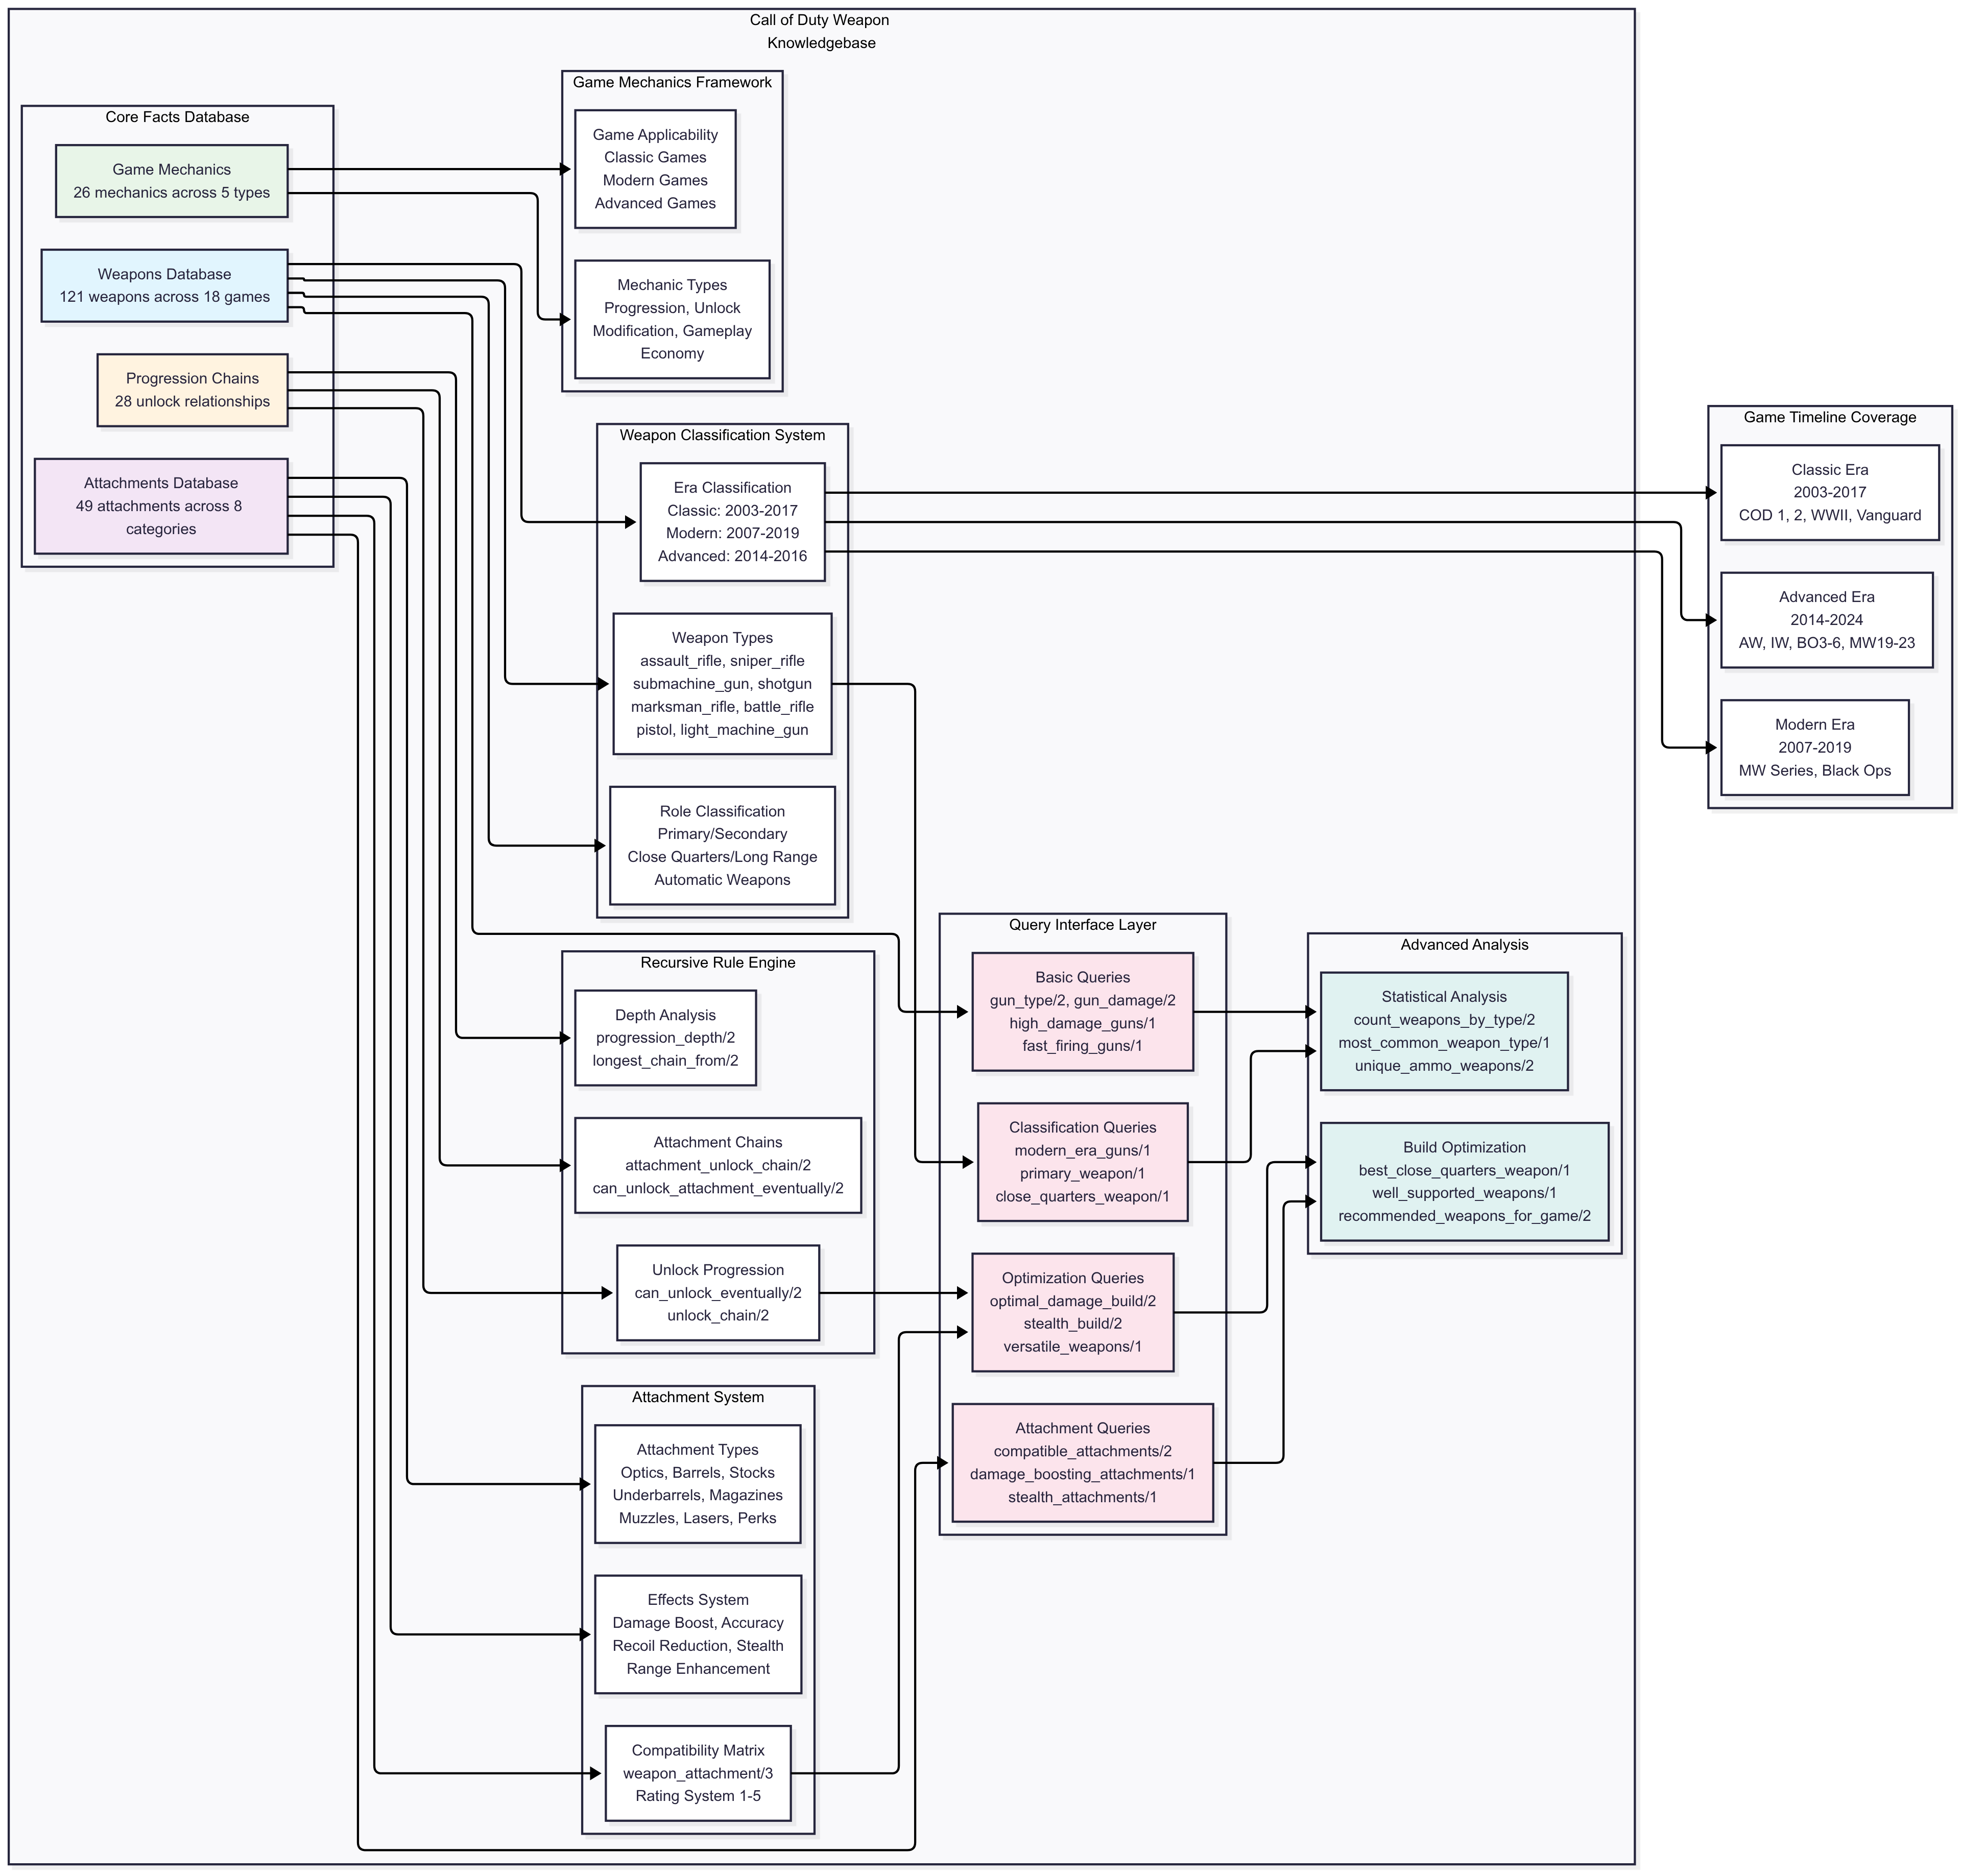 Call of Duty Weapon
Knowledgebase
Core Facts Database
Game Mechanics
26 mechanics across 5 types
Weapons Database
121 weapons across 18 games
Progression Chains
28 unlock relationships
Attachments Database
49 attachments across 8
categories
Game Mechanics Framework
Game Applicability
Classic Games
Modern Games
Advanced Games
Mechanic Types
Progression, Unlock
Modification, Gameplay
Economy
Weapon Classification System
Era Classification
Classic: 2003-2017
Modern: 2007-2019
Advanced: 2014-2016
Weapon Types
assault_rifle, sniper_rifle
submachine_gun, shotgun
marksman_rifle, battle_rifle
pistol, light_machine_gun
Role Classification
Primary/Secondary
Close Quarters/Long Range
Automatic Weapons
Recursive Rule Engine
Depth Analysis
progression_depth/2
longest_chain_from/2
Attachment Chains
attachment_unlock_chain/2
can_unlock_attachment_eventually/2
Unlock Progression
can_unlock_eventually/2
unlock_chain/2
Attachment System
Attachment Types
Optics, Barrels, Stocks
Underbarrels, Magazines
Muzzles, Lasers, Perks
Effects System
Damage Boost, Accuracy
Recoil Reduction, Stealth
Range Enhancement
Compatibility Matrix
weapon_attachment/3
Rating System 1-5
Query Interface Layer
Basic Queries
gun_type/2, gun_damage/2
high_damage_guns/1
fast_firing_guns/1
Classification Queries
modern_era_guns/1
primary_weapon/1
close_quarters_weapon/1
Optimization Queries
optimal_damage_build/2
stealth_build/2
versatile_weapons/1
Attachment Queries
compatible_attachments/2
damage_boosting_attachments/1
stealth_attachments/1
Advanced Analysis
Statistical Analysis
count_weapons_by_type/2
most_common_weapon_type/1
unique_ammo_weapons/2
Build Optimization
best_close_quarters_weapon/1
well_supported_weapons/1
recommended_weapons_for_game/2
Game Timeline Coverage
Classic Era
2003-2017
COD 1, 2, WWII, Vanguard
Advanced Era
2014-2024
AW, IW, BO3-6, MW19-23
Modern Era
2007-2019
MW Series, Black Ops